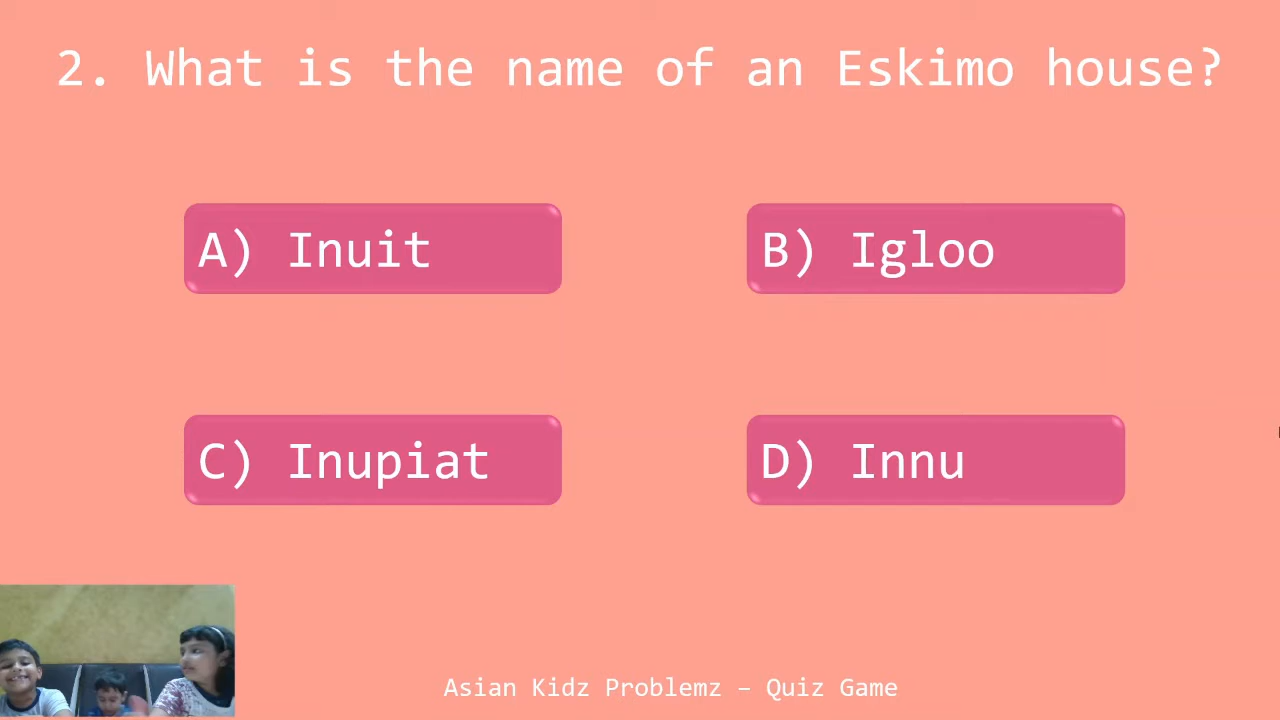 2. What is the name of an Eskimo house?
A) Inuit
B) Igloo
C) Inupiat
D) Innu
Asian Kidz Problemz – Quiz Game